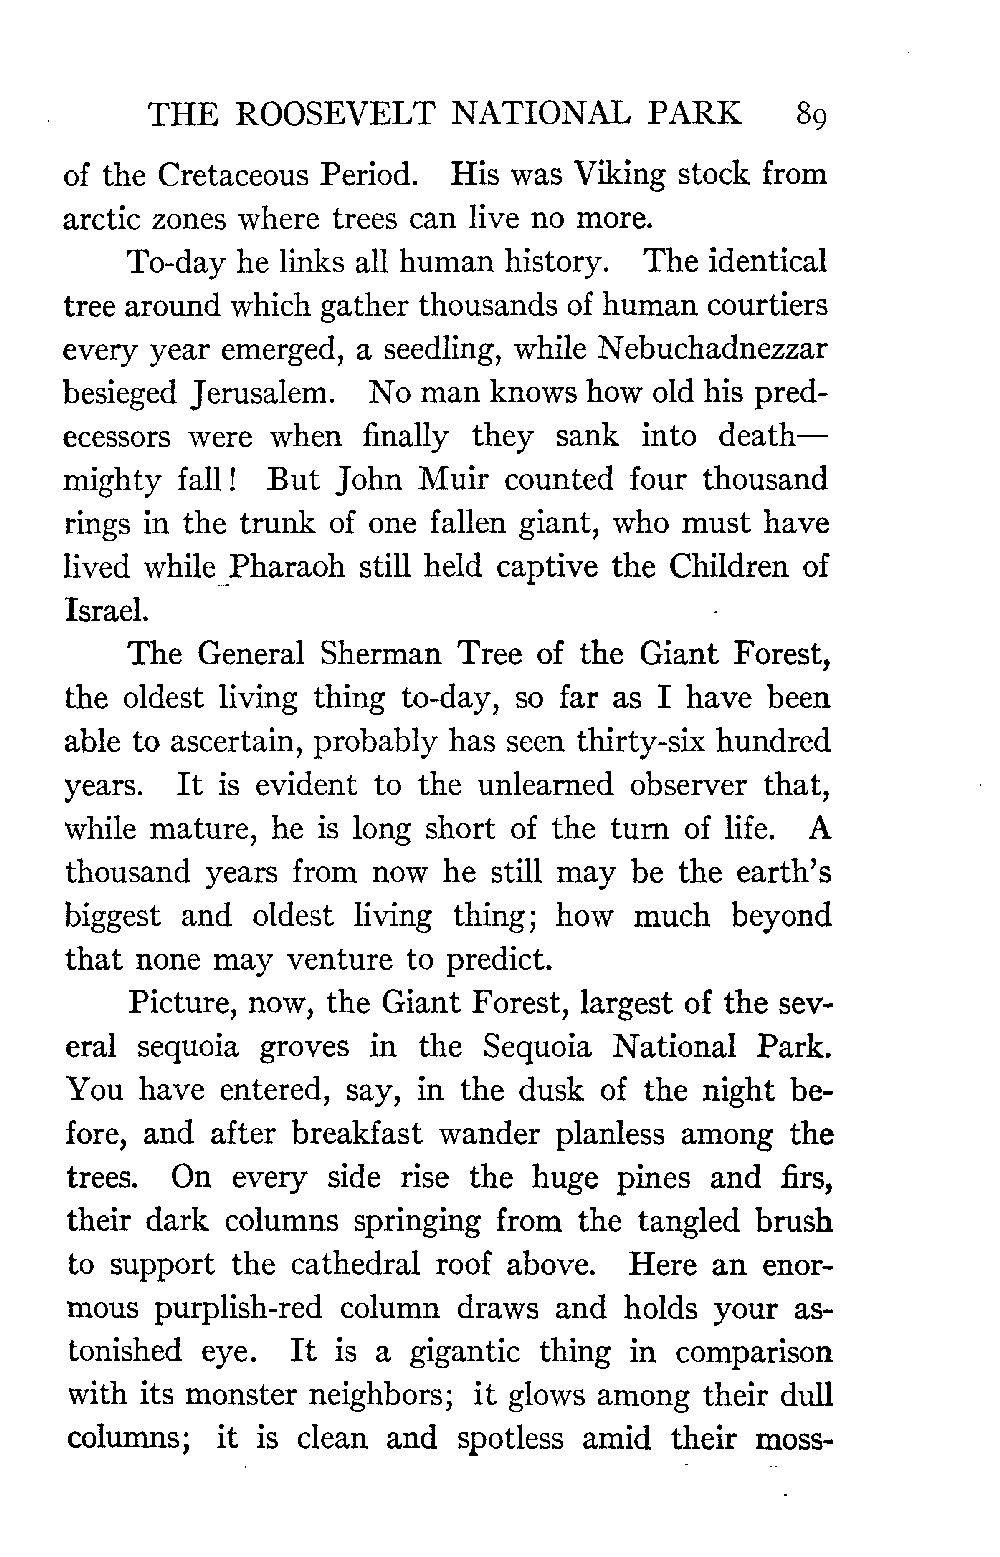 THE ROOSEVELT NATIONAL PARK 89
of the Cretaceous Period. His was Viking stock from
arctic zones where trees can live no more.
To-day he links all human history. The identical
tree around which gather thousands of human courtiers
every year emerged, a seedling, while Nebuchadnezzar
besieged Jerusalem. No man knows how old his pred-
ecessors were when finally they sank into death—
mighty fall! But John Muir counted four thousand
rings in the trunk of one fallen giant, who must have
lived while Pharaoh still held captive the Children of
Israel.
The General Sherman Tree of the Giant Forest,
the oldest living thing to-day, so far as I have been
able to ascertain, probably has seen thirty-six hundred
years. It is evident to the unlearned observer that,
while mature, he is long short of the turn of life. A
thousand years from now he still may be the earth's
biggest and oldest living thing; how much beyond
that none may venture to predict.
Picture, now, the Giant Forest, largest of the sev-
eral sequoia groves in the Sequoia National Park.
You have entered, say, in the dusk of the night be-
fore, and after breakfast wander planless among the
trees. On every side rise the huge pines and firs,
their dark columns springing from the tangled brush
to support the cathedral roof above. Here an enor-
mous purplish-red column draws and holds your as-
tonished eye. It is a gigantic thing in comparison
with its monster neighbors; it glows among their dull
columns; it is clean and spotless amid their moss-